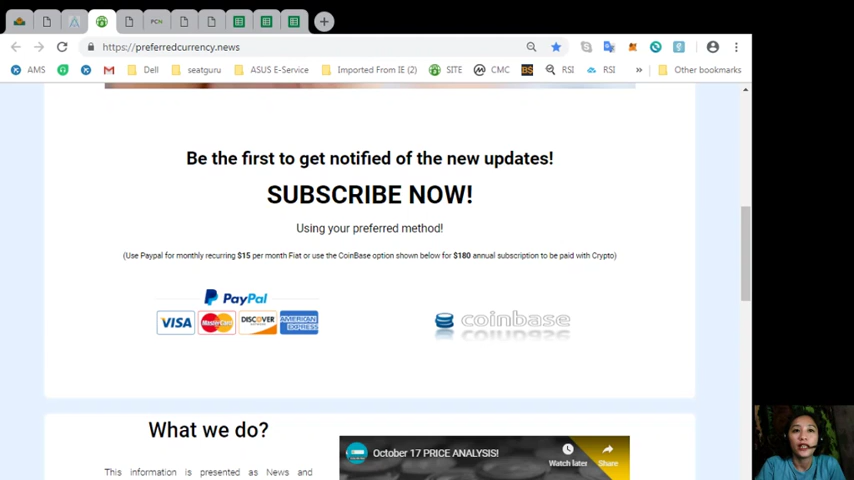 PCN
https://preferredcurrency.news
AMS
Dell
seatguru
ASUS E-Service
Imported From IE (2)
SITE
CMC
BS
RSI
RSI
»
Other bookmarks
Be the first to get notified of the new updates!
SUBSCRIBE NOW!
Using your preferred method!
(Use Paypal for monthly recurring $15 per month Fiat or use the CoinBase option shown below for $180 annual subscription to be paid with Crypto)
PayPal
VISA MasterCard DISCOVER AMERICAN EXPRESS
coinbase
What we do?
October 17 PRICE ANALYSIS!
Watch later
Share
This information is presented as News and